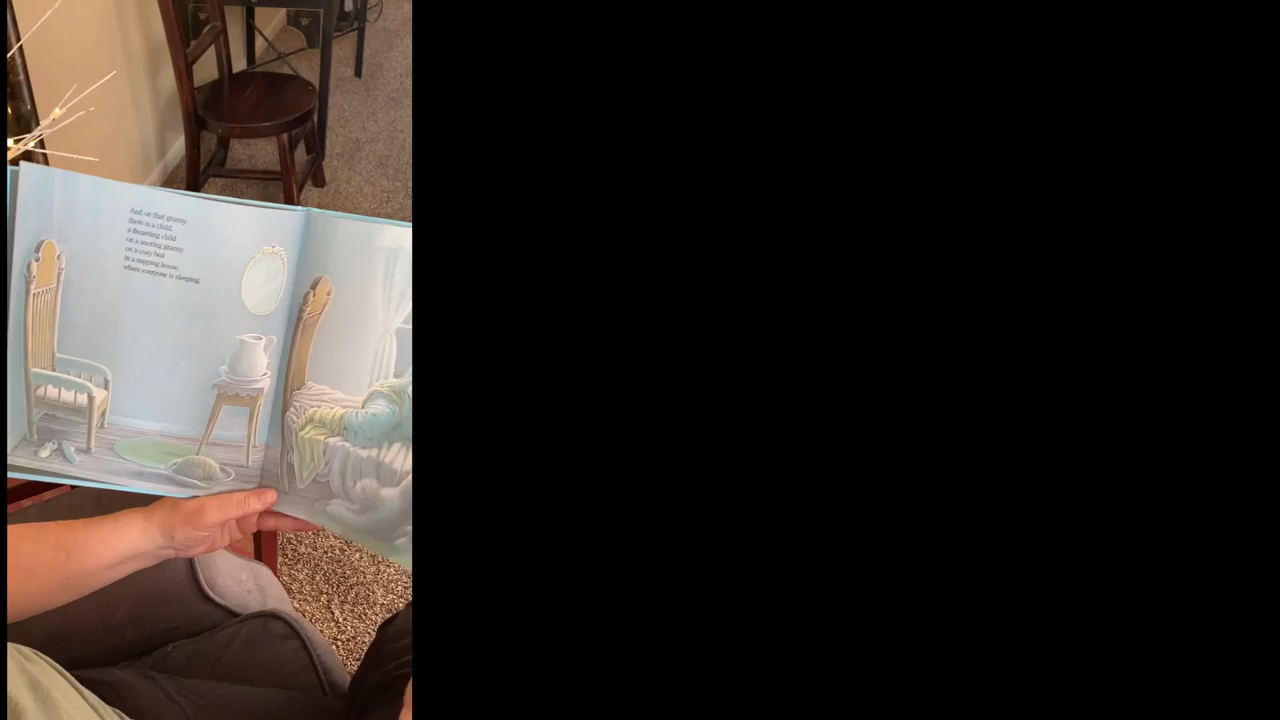 And on that granny
there is a child,
a dreaming child
on a snoring granny
on a cozy bed
in a napping house,
where everyone is sleeping.